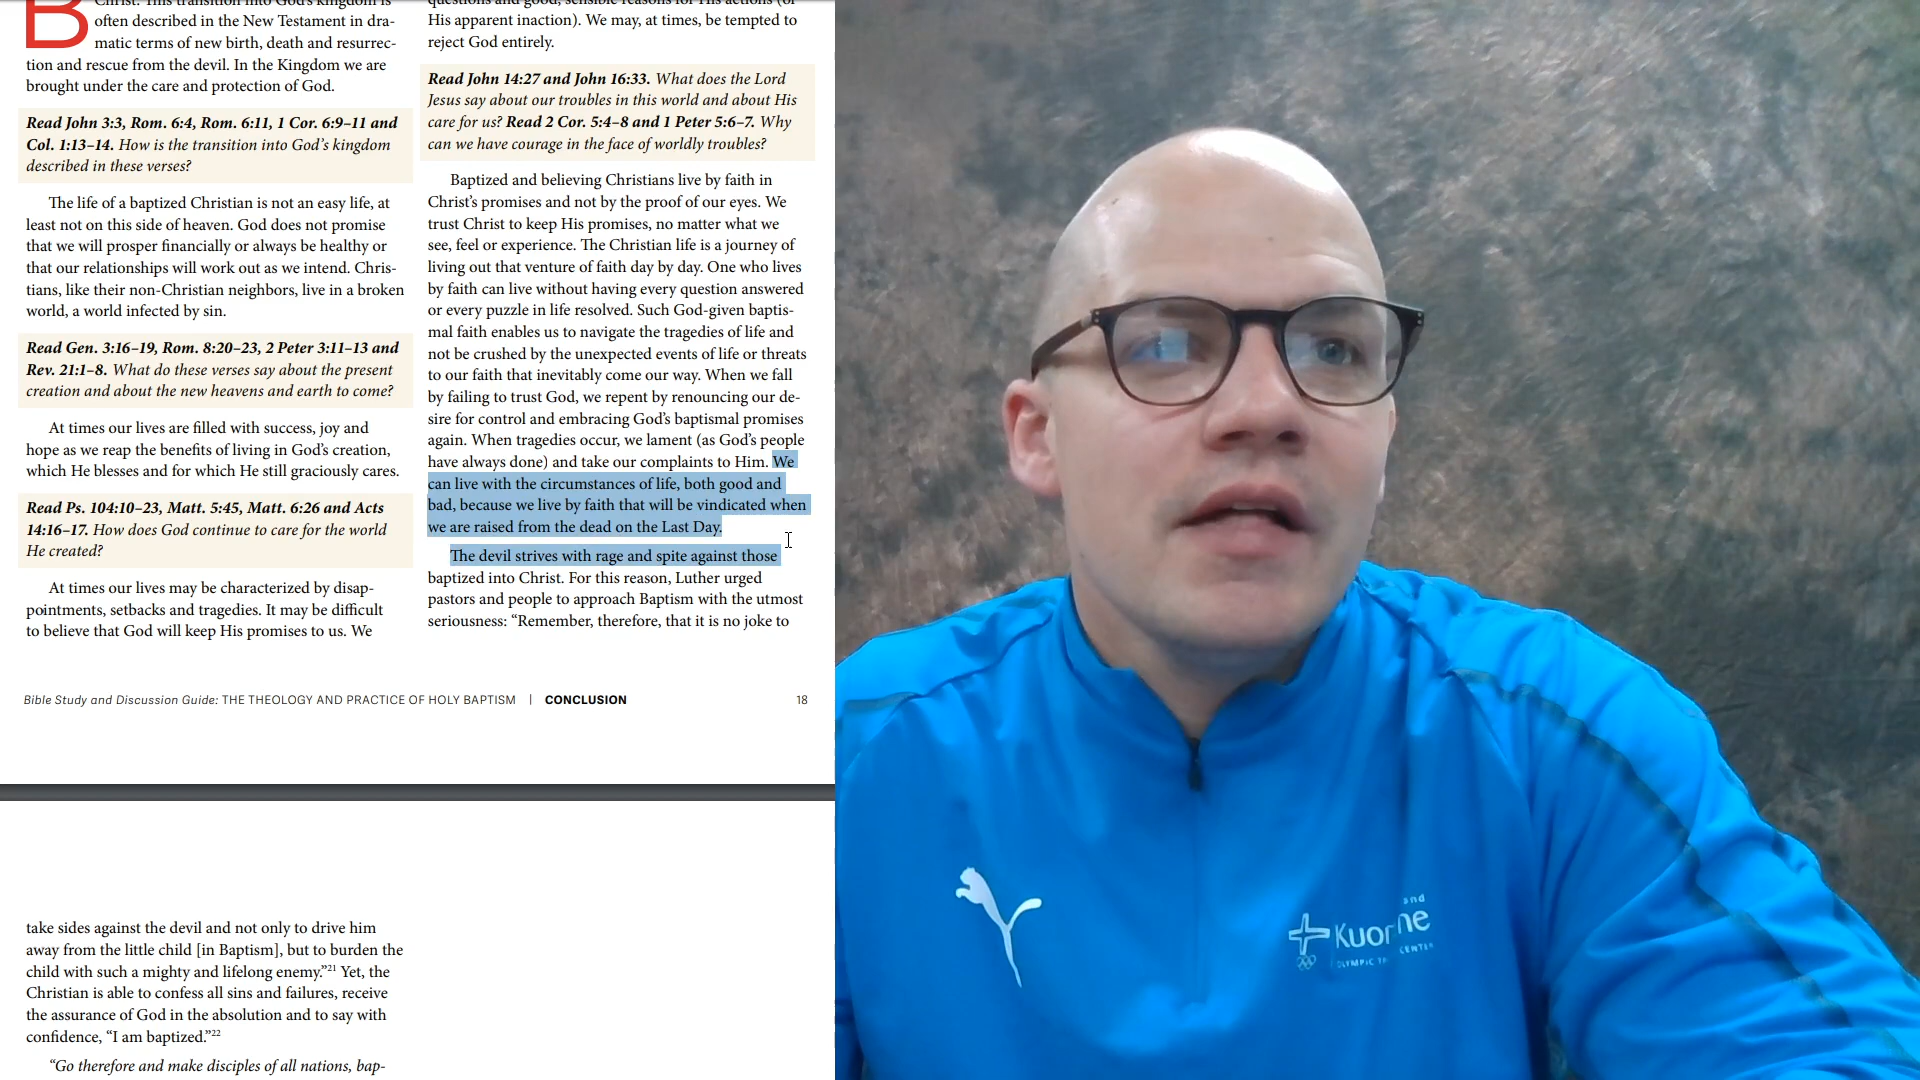 Christ. This transition into God's kingdom is
B often described in the New Testament in dra-
matic terms of new birth, death and resurrec-
tion and rescue from the devil. In the Kingdom we are
brought under the care and protection of God.
Read John 3:3, Rom. 6:4, Rom. 6:11, 1 Cor. 6:9–11 and
Col. 1:13–14. How is the transition into God's kingdom
described in these verses?
The life of a baptized Christian is not an easy life, at
least not on this side of heaven. God does not promise
that we will prosper financially or always be healthy or
that our relationships will work out as we intend. Chris-
tians, like their non-Christian neighbors, live in a broken
world, a world infected by sin.
Read Gen. 3:16–19, Rom. 8:20–23, 2 Peter 3:11–13 and
Rev. 21:1–8. What do these verses say about the present
creation and about the new heavens and earth to come?
At times our lives are filled with success, joy and
hope as we reap the benefits of living in God's creation,
which He blesses and for which He still graciously cares.
Read Ps. 104:10–23, Matt. 5:45, Matt. 6:26 and Acts
14:16–17. How does God continue to care for the world
He created?
At times our lives may be characterized by disap-
pointments, setbacks and tragedies. It may be difficult
to believe that God will keep His promises to us. We
questions and good, sensible reasons for His actions (or
His apparent inaction). We may, at times, be tempted to
reject God entirely.
Read John 14:27 and John 16:33. What does the Lord
Jesus say about our troubles in this world and about His
care for us? Read 2 Cor. 5:4–8 and 1 Peter 5:6–7. Why
can we have courage in the face of worldly troubles?
Baptized and believing Christians live by faith in
Christ's promises and not by the proof of our eyes. We
trust Christ to keep His promises, no matter what we
see, feel or experience. The Christian life is a journey of
living out that venture of faith day by day. One who lives
by faith can live without having every question answered
or every puzzle in life resolved. Such God-given baptis-
mal faith enables us to navigate the tragedies of life and
not be crushed by the unexpected events of life or threats
to our faith that inevitably come our way. When we fall
by failing to trust God, we repent by renouncing our de-
sire for control and embracing God's baptismal promises
again. When tragedies occur, we lament (as God's people
have always done) and take our complaints to Him. We
can live with the circumstances of life, both good and
bad, because we live by faith that will be vindicated when
we are raised from the dead on the Last Day.
The devil strives with rage and spite against those
baptized into Christ. For this reason, Luther urged
pastors and people to approach Baptism with the utmost
seriousness: “Remember, therefore, that it is no joke to
Bible Study and Discussion Guide: THE THEOLOGY AND PRACTICE OF HOLY BAPTISM | CONCLUSION 18
take sides against the devil and not only to drive him
away from the little child [in Baptism], but to burden the
child with such a mighty and lifelong enemy.”21 Yet, the
Christian is able to confess all sins and failures, receive
the assurance of God in the absolution and to say with
confidence, “I am baptized.”22
“Go therefore and make disciples of all nations, bap-
and
Kuor ne
OLYMPIC CENTER